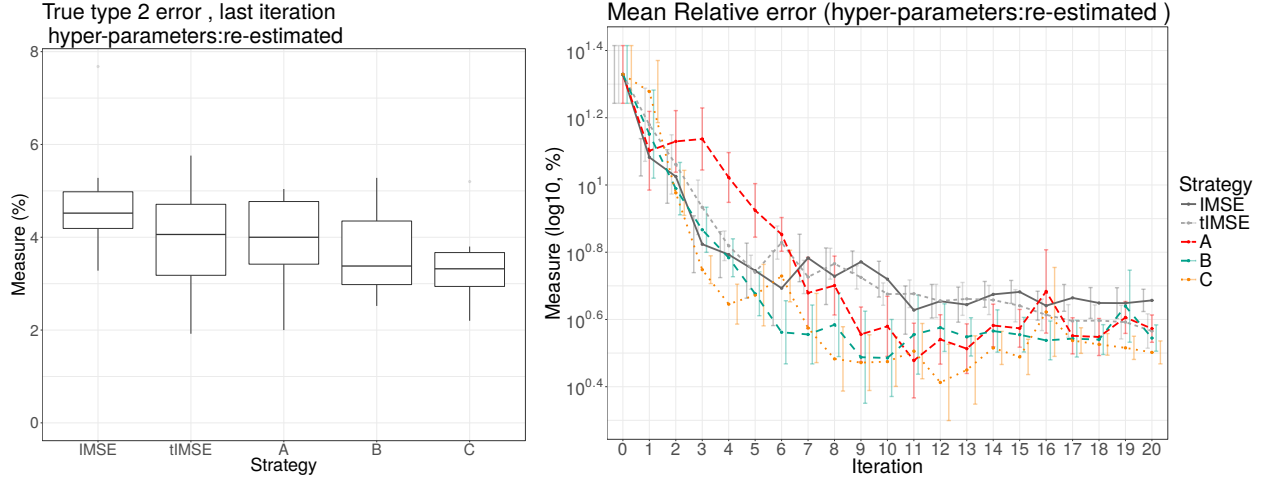 True type 2 error , last iteration
hyper-parameters:re-estimated
Measure (%)
8
6
4
2
0
IMSE tIMSE A B C
Strategy
Mean Relative error (hyper-parameters:re-estimated )
Measure (log10, %)
10^1.4
10^1.2
10^1
10^0.8
10^0.6
10^0.4
0 1 2 3 4 5 6 7 8 9 10 11 12 13 14 15 16 17 18 19 20
Iteration
Strategy
IMSE
tIMSE
A
B
C